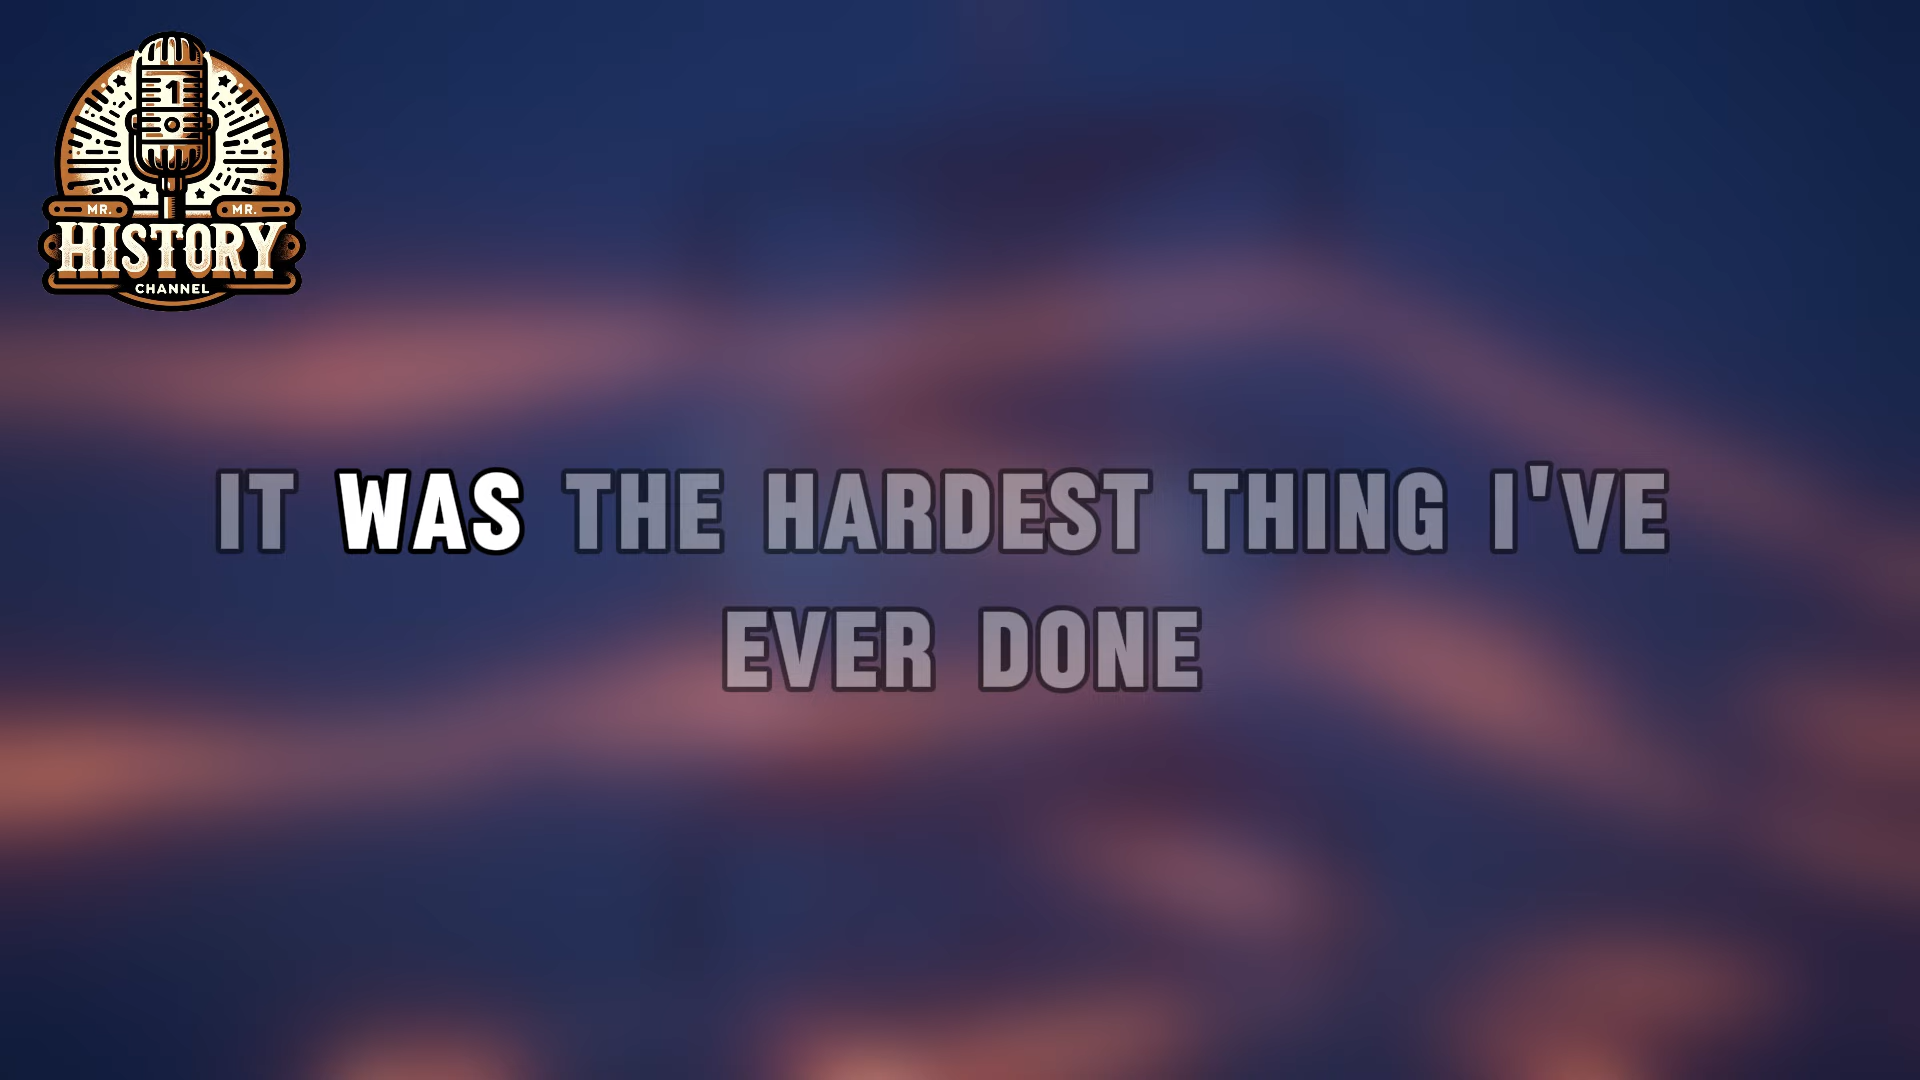 1
MR. MR.
HISTORY
CHANNEL
IT WAS THE HARDEST THING I'VE
EVER DONE